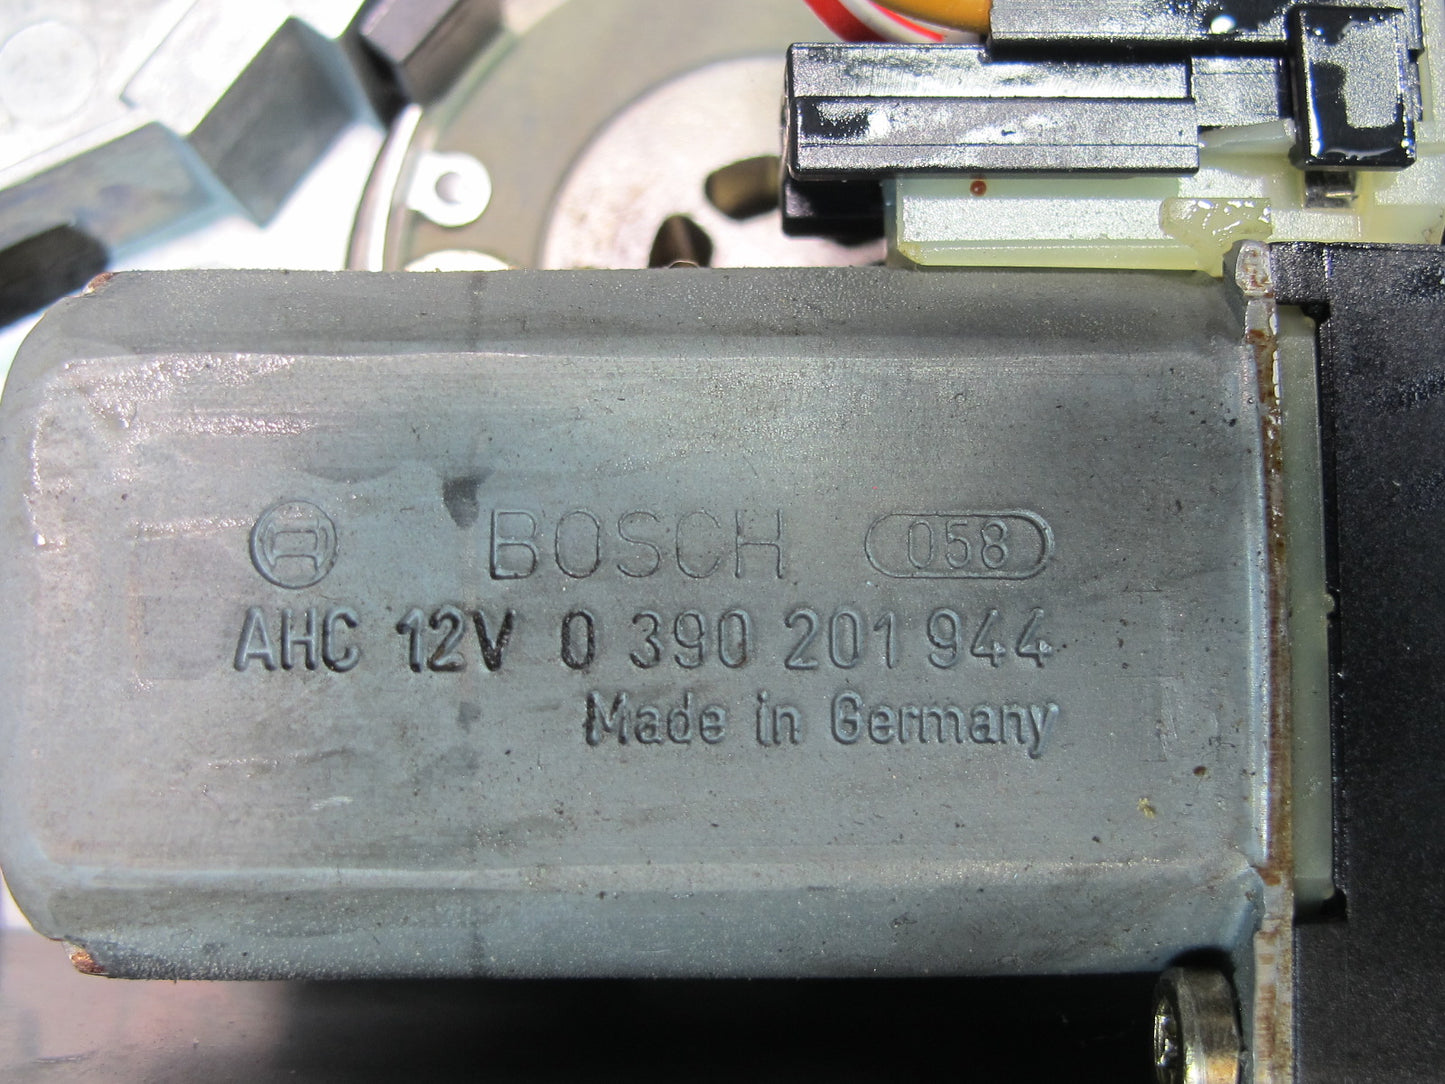 BOSCH 058
AHC 12V 0 390 201 944
Made in Germany